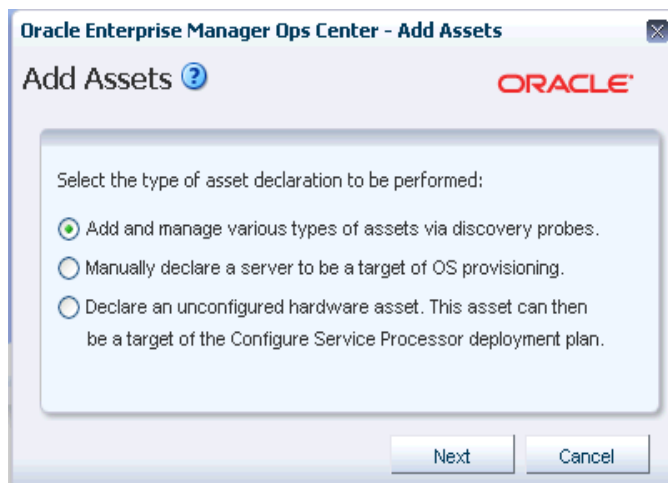 Oracle Enterprise Manager Ops Center - Add Assets
Add Assets ?
ORACLE
Select the type of asset declaration to be performed:
Add and manage various types of assets via discovery probes.
Manually declare a server to be a target of OS provisioning.
Declare an unconfigured hardware asset. This asset can then
be a target of the Configure Service Processor deployment plan.
Next
Cancel